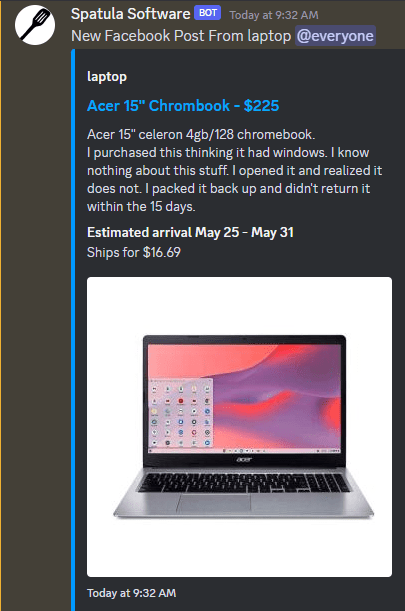 Spatula Software BOT Today at 9:32 AM
New Facebook Post From laptop @everyone
laptop
Acer 15" Chrombook - $225
Acer 15" celeron 4gb/128 chromebook.
I purchased this thinking it had windows. I know
nothing about this stuff. I opened it and realized it
does not. I packed it back up and didn't return it
within the 15 days.
Estimated arrival May 25 - May 31
Ships for $16.69
acer
Today at 9:32 AM